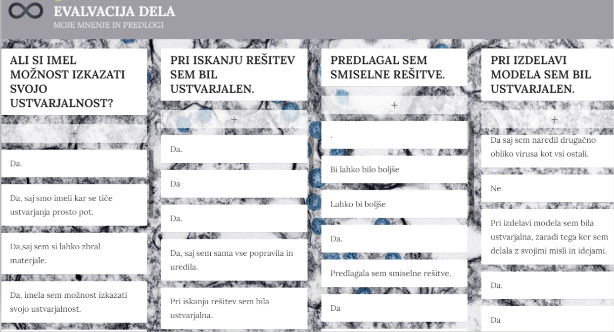 EVALVACIJA DELA
MOJE MNENJE IN PREDLOGI
ALI SI IMEL
MOŽNOST IZKAZATI
SVOJO
USTVARJALNOST?
+
Da.
Da, saj smo imeli kar se tiče
ustvarjanja prosto pot.
Da,saj sem si lahko zbral
materjale.
Da, imela sem možnost izkazati
svojo ustvarjalnost.
PRI ISKANJU REŠITEV
SEM BIL
USTVARJALEN.
+
Da.
Da
Da.
Da, saj sem sama vse popravila in
uredila.
Pri iskanju rešitev sem bila
ustvarjalna.
PREDLAGAL SEM
SMISELNE REŠITVE.
+
.
Bi lahko bilo boljše
Lahko bi boljše
Da.
Predlagala sem smiselne rešitve.
Da
PRI IZDELAVI
MODELA SEM BIL
USTVARJALEN.
+
Da saj sem naredil drugačno
obliko virusa kot vsi ostali.
Ne
Pri izdelavi modela sem bila
ustvarjalna, zaradi tega ker sem
delala z svojimi misli in idejami.
Da.
Da